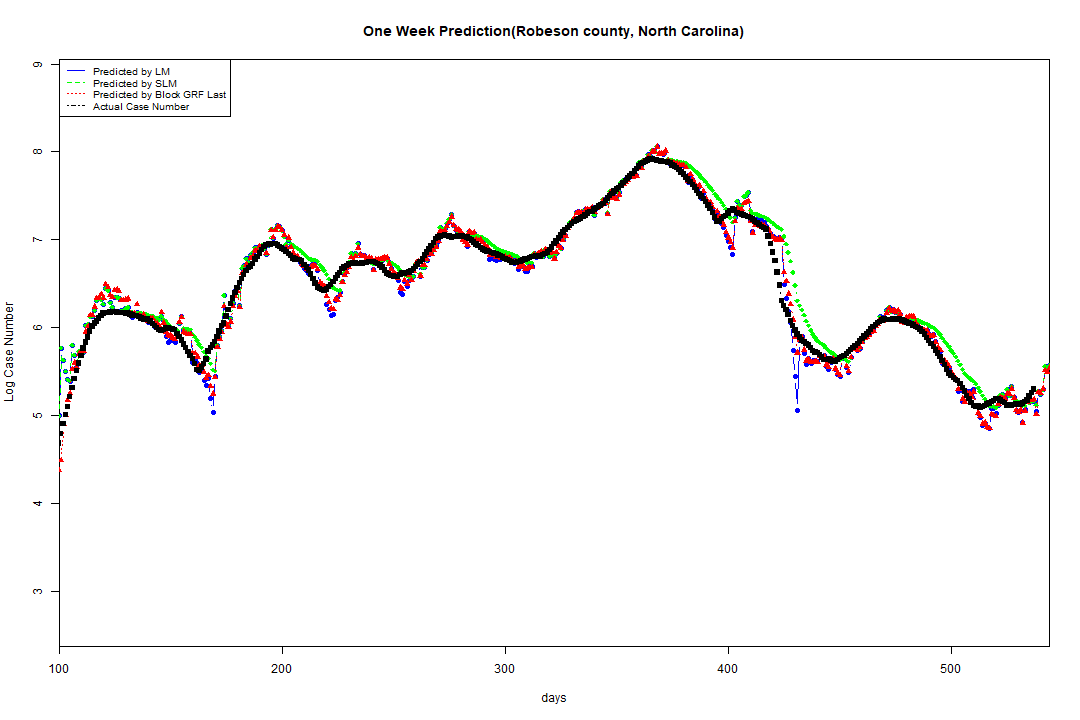 One Week Prediction(Robeson county, North Carolina)
Predicted by LM
Predicted by SLM
Predicted by Block GRF Last
Actual Case Number
9
8
7
6
5
4
3
Log Case Number
100 200 300 400 500
days